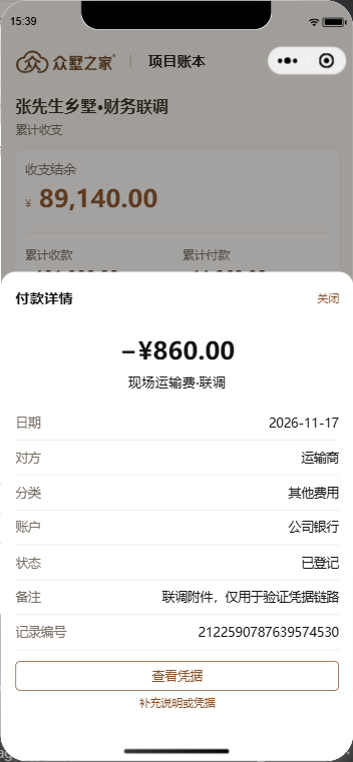 15:39
众墅之家
项目账本
张先生乡墅•财务联调
累计收支
收支结余
¥ 89,140.00
累计收款 累计付款
付款详情 关闭
−¥860.00
现场运输费·联调
日期 2026-11-17
对方 运输商
分类 其他费用
账户 公司银行
状态 已登记
备注 联调附件，仅用于验证凭据链路
记录编号 2122590787639574530
查看凭据
补充说明或凭据